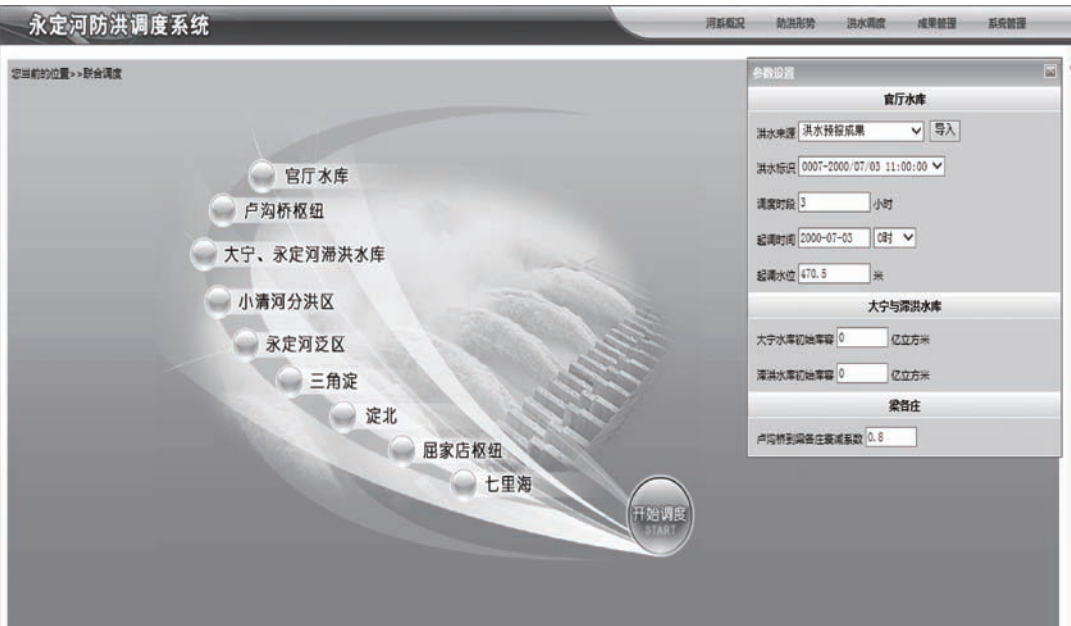 永定河防洪调度系统
河系概况 防洪形势 洪水调度 成果管理 系统管理
您当前的位置>>联合调度
参数设置
官厅水库
洪水来源 洪水预报成果 导入
洪水标识 0007-2000/07/03 11:00:00
调度时段 3 小时
起调时间 2000-07-03 0时
起调水位 470.5 米
大宁与滞洪水库
大宁水库初始库容 0 亿立方米
滞洪水库初始库容 0 亿立方米
梁各庄
卢沟桥到梁各庄衰减系数 0.8
官厅水库
卢沟桥枢纽
大宁、永定河滞洪水库
小清河分洪区
永定河泛区
三角淀
淀北
屈家店枢纽
七里海
开始调度
START